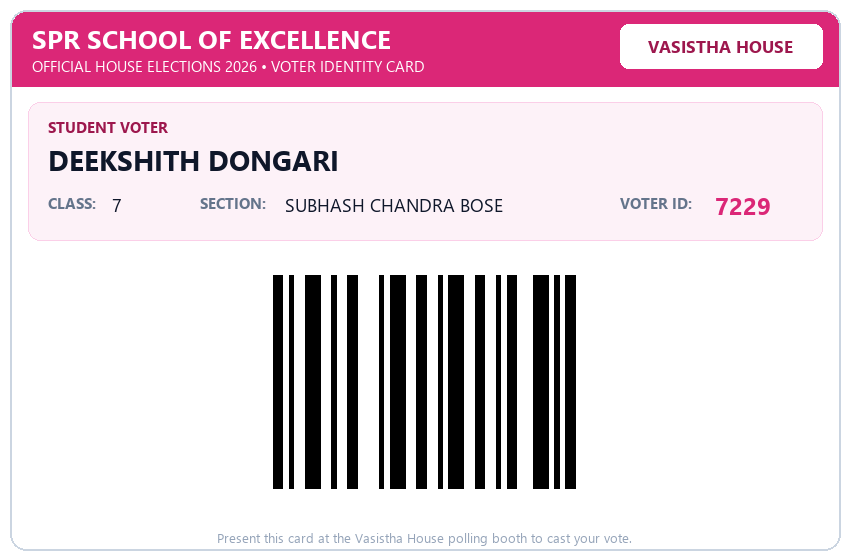 SPR SCHOOL OF EXCELLENCE
OFFICIAL HOUSE ELECTIONS 2026 • VOTER IDENTITY CARD
VASISTHA HOUSE
STUDENT VOTER
DEEKSHITH DONGARI
CLASS: 7 SECTION: SUBHASH CHANDRA BOSE VOTER ID: 7229
Present this card at the Vasistha House polling booth to cast your vote.